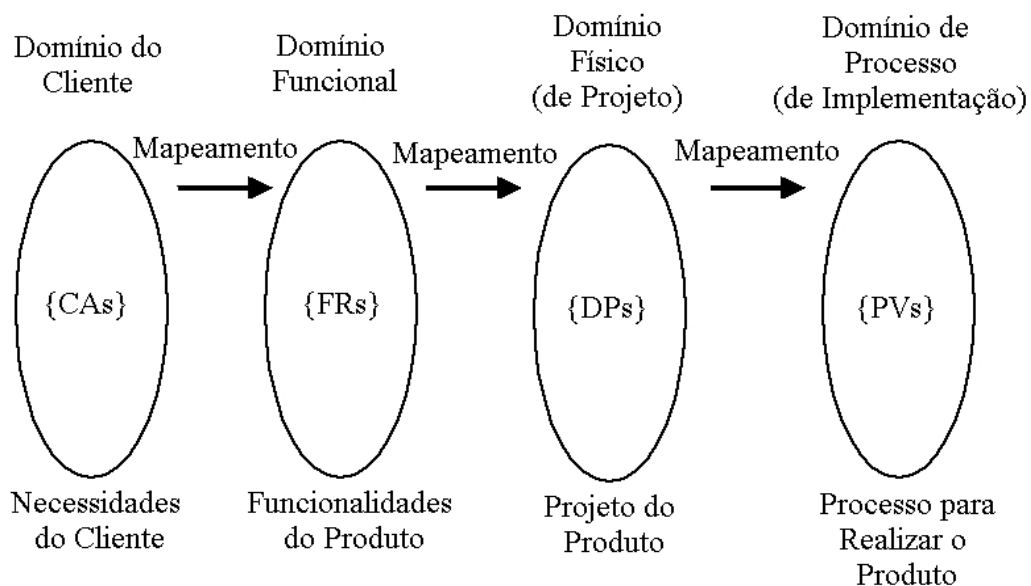 Domínio do
Cliente
Domínio
Funcional
Domínio
Físico
(de Projeto)
Domínio de
Processo
(de Implementação)
Mapeamento
Mapeamento
Mapeamento
{CAs}
{FRs}
{DPs}
{PVs}
Necessidades
do Cliente
Funcionalidades
do Produto
Projeto do
Produto
Processo para
Realizar o
Produto